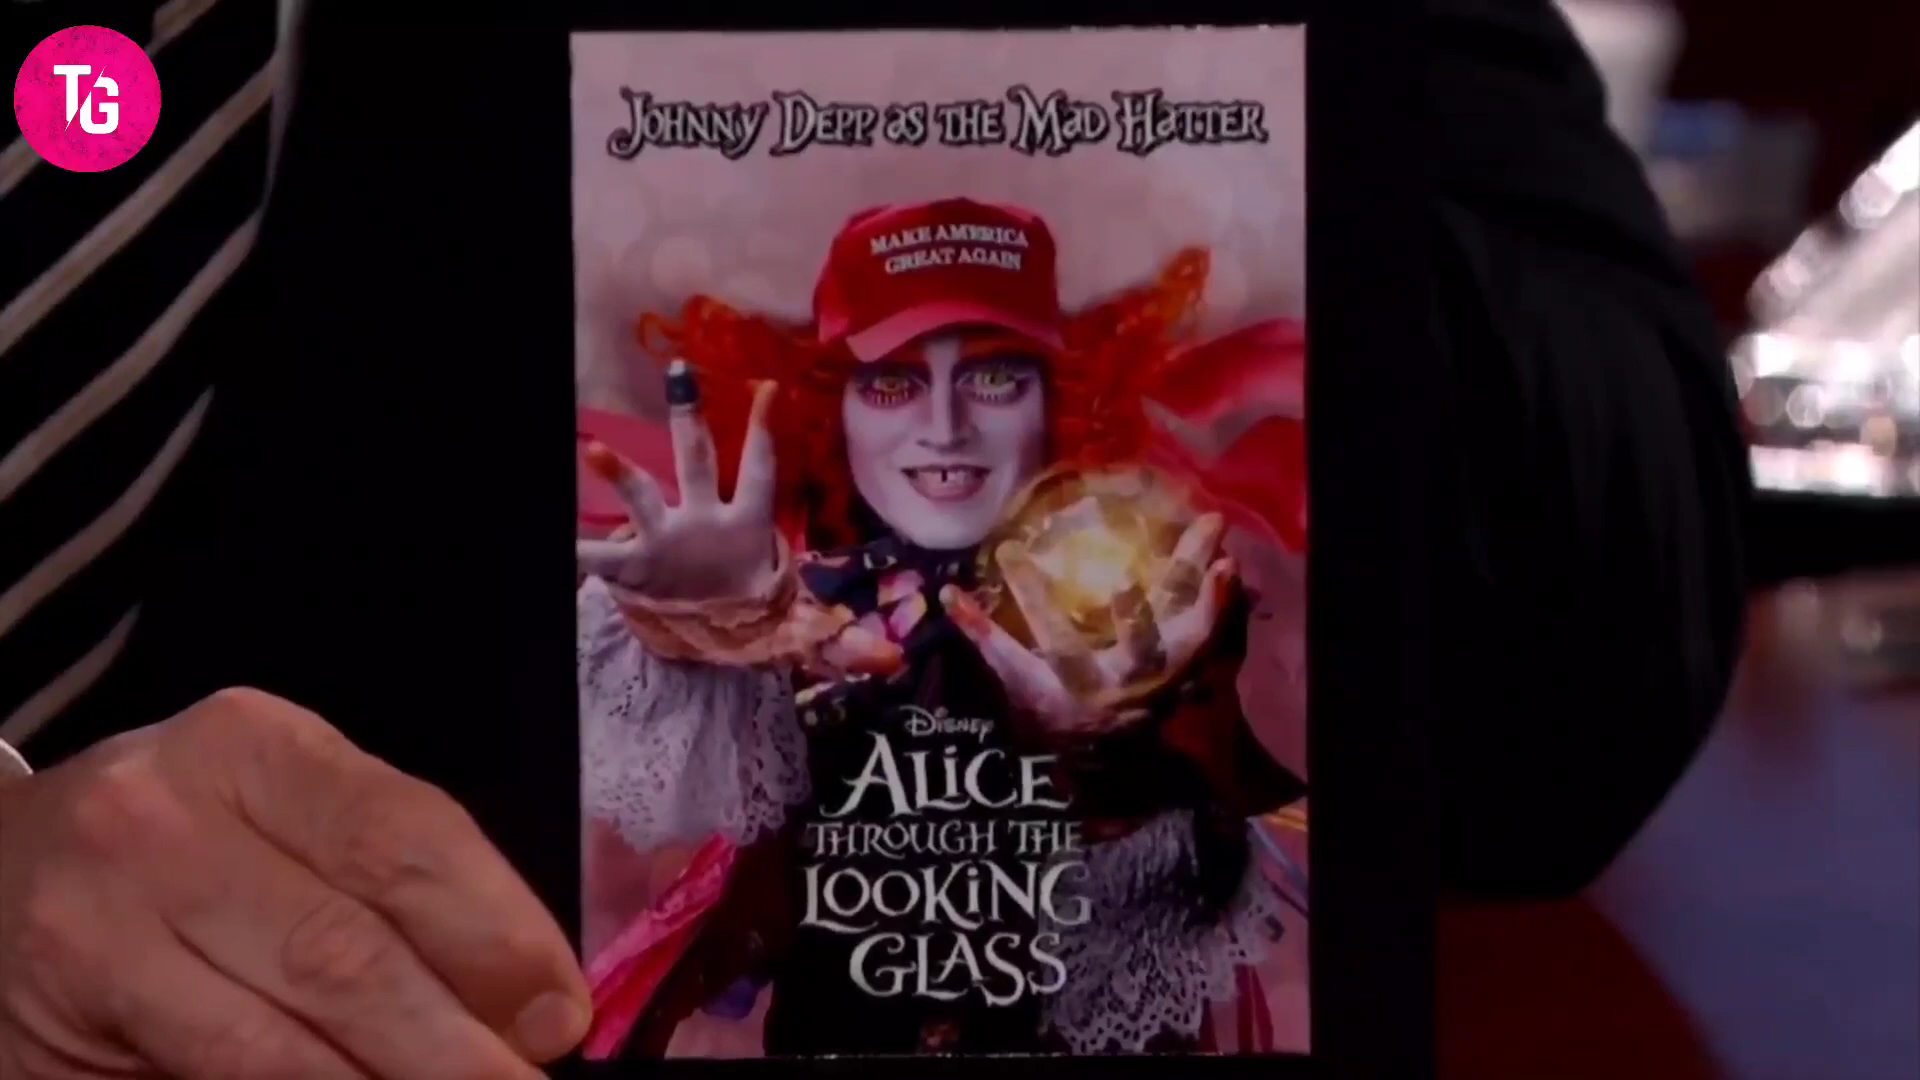 TG
Johnny Depp as the Mad Hatter
MAKE AMERICA
GREAT AGAIN
Disney
Alice
Through the
Looking
Glass